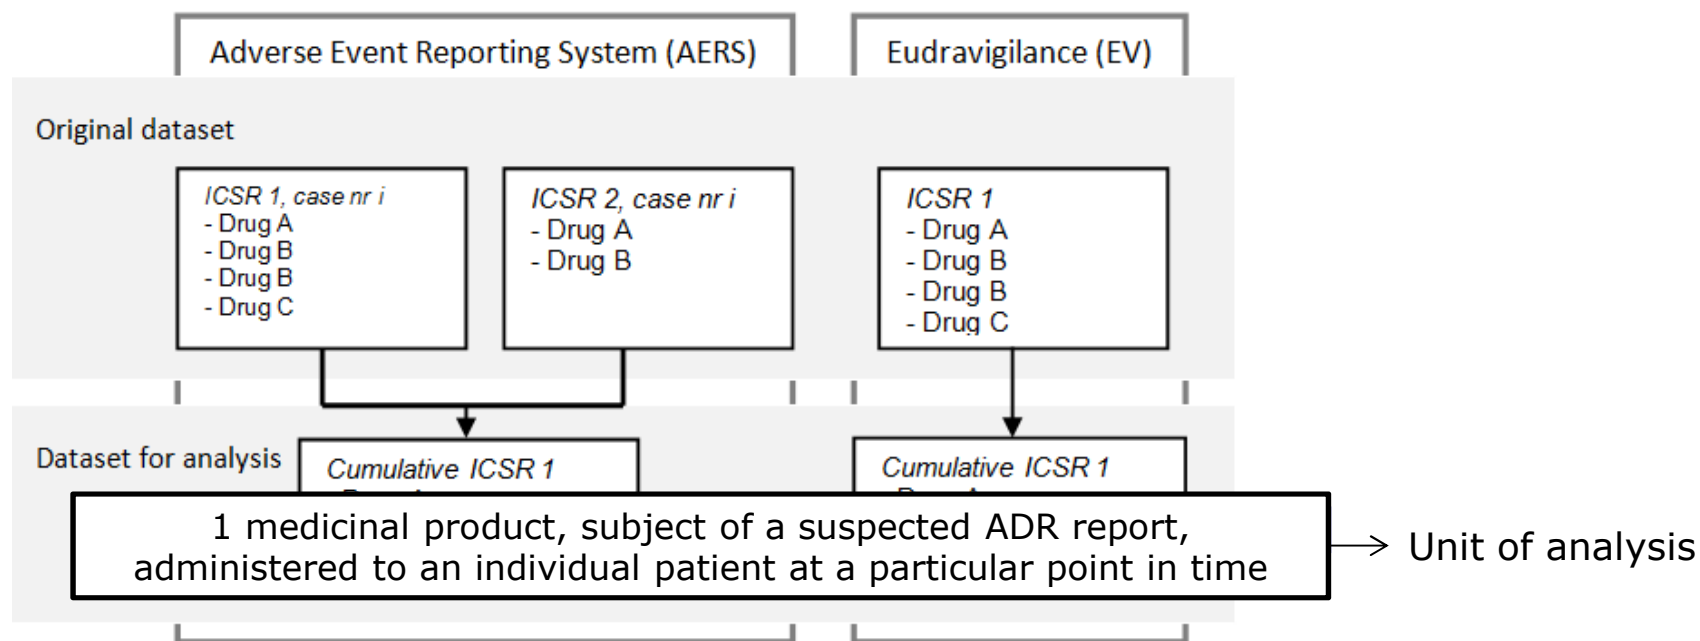 Adverse Event Reporting System (AERS)
Eudravigilance (EV)
Original dataset
ICSR 1, case nr i
- Drug A
- Drug B
- Drug B
- Drug C
ICSR 2, case nr i
- Drug A
- Drug B
ICSR 1
- Drug A
- Drug B
- Drug B
- Drug C
Dataset for analysis
Cumulative ICSR 1
Cumulative ICSR 1
1 medicinal product, subject of a suspected ADR report,
administered to an individual patient at a particular point in time
Unit of analysis